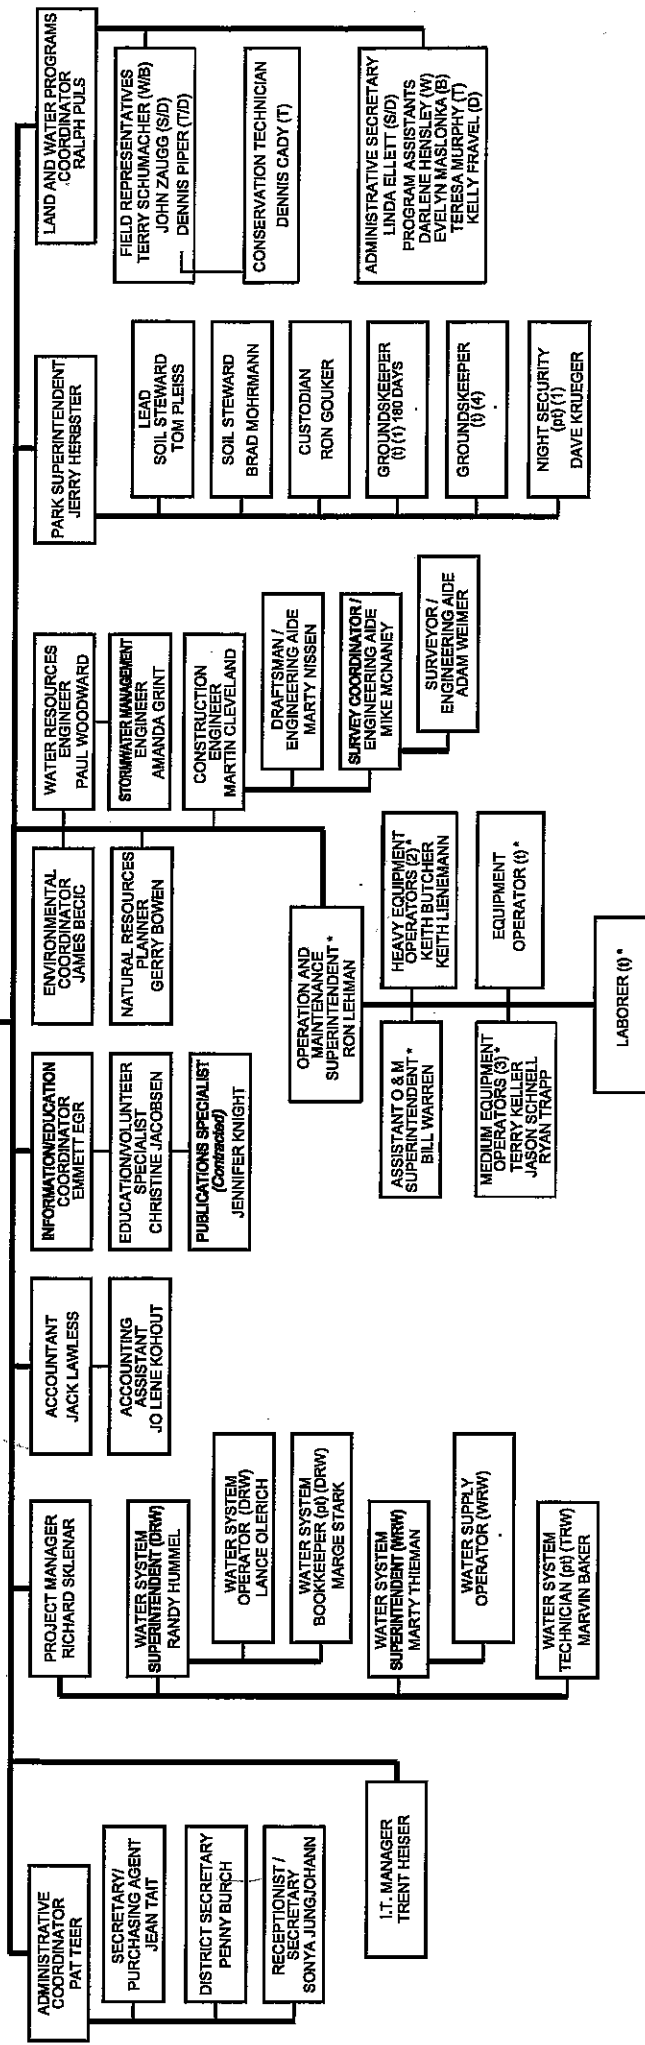 ADMINISTRATIVE
COORDINATOR
PAT TEER
SECRETARY/
PURCHASING AGENT
JEAN TAIT
DISTRICT SECRETARY
PENNY BURCH
RECEPTIONIST /
SECRETARY
SONYA JUNGJOHANN
I.T. MANAGER
TRENT HEISER
PROJECT MANAGER
RICHARD SKLENAR
WATER SYSTEM
SUPERINTENDENT (DRW)
RANDY HUMMEL
WATER SYSTEM
OPERATOR (DRW)
LANCE OLERICH
WATER SYSTEM
BOOKKEEPER (pt) (DRW)
MARGE STARK
WATER SYSTEM
SUPERINTENDENT (WRW)
MARTY THIEMAN
WATER SUPPLY
OPERATOR (WRW)
WATER SYSTEM
TECHNICIAN (pt) (TRW)
MARVIN BAKER
ACCOUNTANT
JACK LAWLESS
ACCOUNTING
ASSISTANT
JO LENE KOHOUT
INFORMATION/EDUCATION
COORDINATOR
EMMETT EGR
EDUCATION/VOLUNTEER
SPECIALIST
CHRISTINE JACOBSEN
PUBLICATIONS SPECIALIST
(Contracted)
JENNIFER KNIGHT
ENVIRONMENTAL
COORDINATOR
JAMES BECIC
NATURAL RESOURCES
PLANNER
GERRY BOWEN
WATER RESOURCES
ENGINEER
PAUL WOODWARD
STORMWATER MANAGEMENT
ENGINEER
AMANDA GRINT
CONSTRUCTION
ENGINEER
MARTIN CLEVELAND
DRAFTSMAN /
ENGINEERING AIDE
MARTY NISSEN
SURVEY COORDINATOR /
ENGINEERING AIDE
MIKE MCNANEY
SURVEYOR /
ENGINEERING AIDE
ADAM WEIMER
OPERATION AND
MAINTENANCE
SUPERINTENDENT *
RON LEHMAN
ASSISTANT O & M
SUPERINTENDENT *
BILL WARREN
HEAVY EQUIPMENT
OPERATORS (2) *
KEITH BUTCHER
KEITH LIENEMANN
MEDIUM EQUIPMENT
OPERATORS (3) *
TERRY KELLER
JASON SCHNELL
RYAN TRAPP
EQUIPMENT
OPERATOR (t) *
LABORER (t) *
PARK SUPERINTENDENT
JERRY HERBSTER
LEAD
SOIL STEWARD
TOM PLEISS
SOIL STEWARD
BRAD MOHRMANN
CUSTODIAN
RON GOUKER
GROUNDSKEEPER
(t) (1) 180 DAYS
GROUNDSKEEPER
(t) (4)
NIGHT SECURITY
(pt) (1)
DAVE KRUEGER
LAND AND WATER PROGRAMS
COORDINATOR
RALPH PULS
FIELD REPRESENTATIVES
TERRY SCHUMACHER (W/B)
JOHN ZAUGG (S/D)
DENNIS PIPER (T/D)
CONSERVATION TECHNICIAN
DENNIS CADY (T)
ADMINISTRATIVE SECRETARY
LINDA ELLETT (S/D)
PROGRAM ASSISTANTS
DARLENE HENSLEY (W)
EVELYN MASLONKA (B)
TERESA MURPHY (T)
KELLY FRAVEL (D)